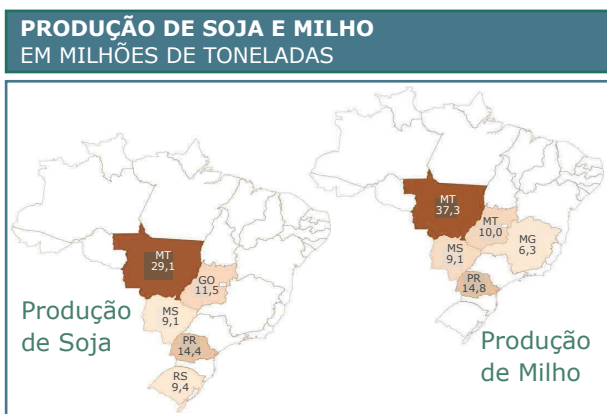 PRODUÇÃO DE SOJA E MILHO
EM MILHÕES DE TONELADAS
MT
29,1
GO
11,5
MS
9,1
PR
14,4
RS
9,4
Produção
de Soja
MT
37,3
MT
10,0
MG
6,3
MS
9,1
PR
14,8
Produção
de Milho